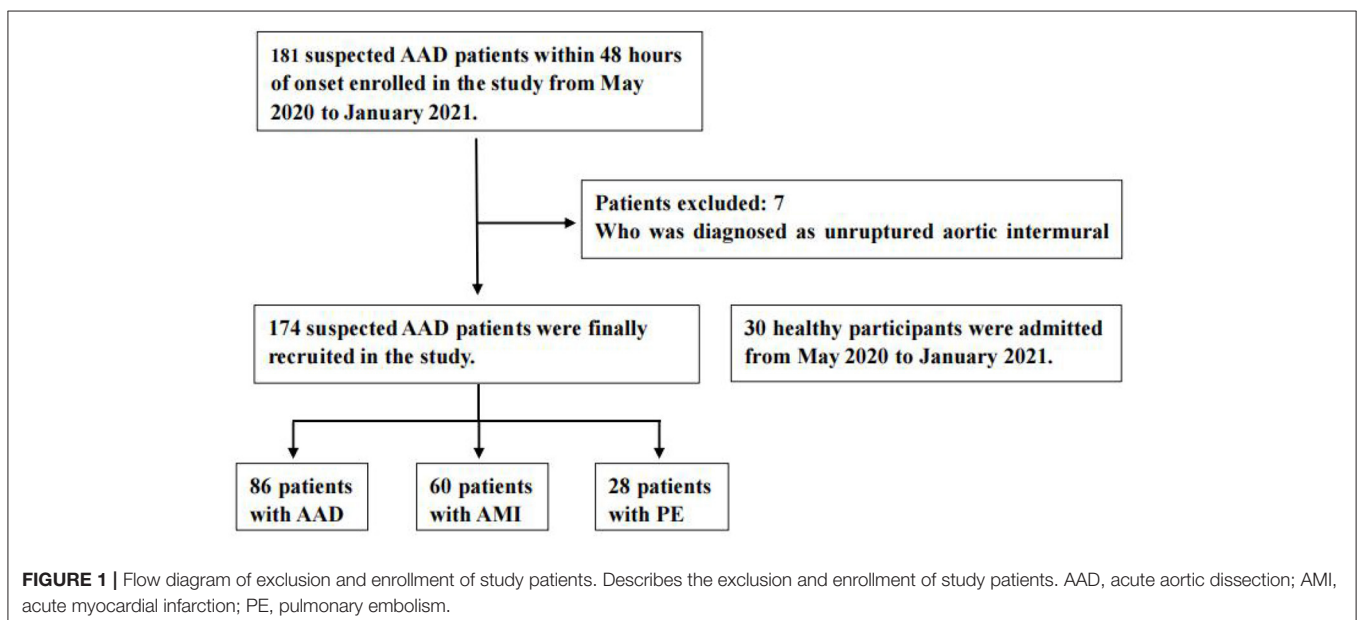 181 suspected AAD patients within 48 hours
of onset enrolled in the study from May
2020 to January 2021.
Patients excluded: 7
Who was diagnosed as unruptured aortic intermural
174 suspected AAD patients were finally
recruited in the study.
30 healthy participants were admitted
from May 2020 to January 2021.
86 patients
with AAD
60 patients
with AMI
28 patients
with PE
FIGURE 1 | Flow diagram of exclusion and enrollment of study patients. Describes the exclusion and enrollment of study patients. AAD, acute aortic dissection; AMI,
acute myocardial infarction; PE, pulmonary embolism.